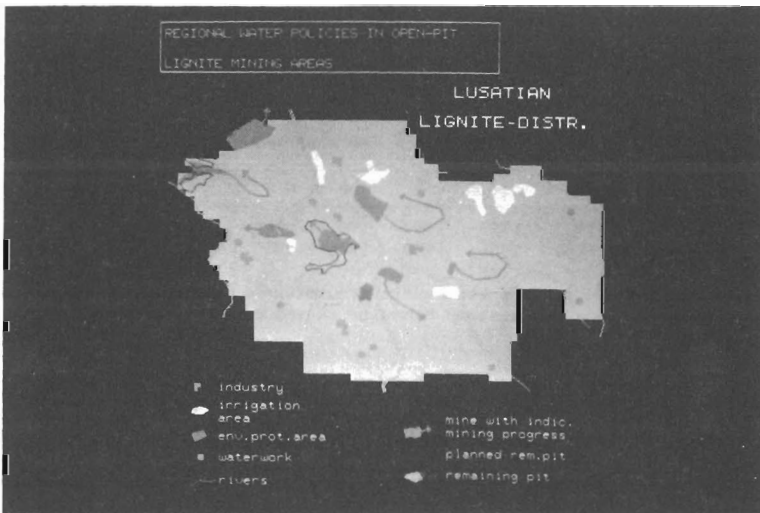 REGIONAL WATER POLICIES IN OPEN-PIT
LIGNITE MINING AREAS
LUSATIAN
LIGNITE-DISTR.
industry
irrigation
area
env.prot.area
waterwork
rivers
mine with indic.
mining progress
planned rem.pit
remaining pit